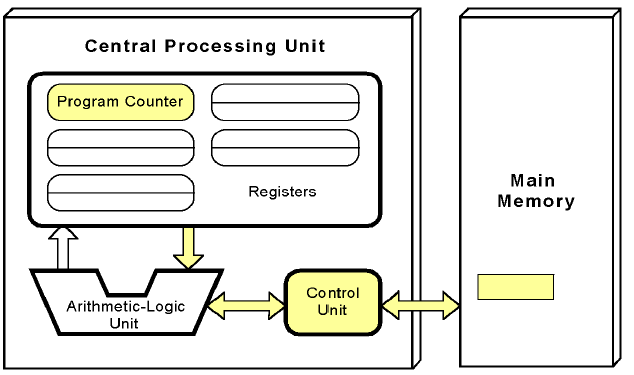 Central Processing Unit
Program Counter
Registers
Arithmetic-Logic
Unit
Control
Unit
Main
Memory